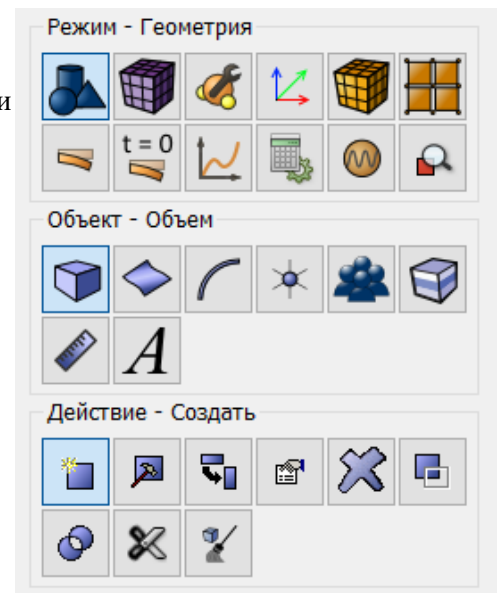 Режим - Геометрия
и
t = 0
Объект - Объем
A
Действие - Создать